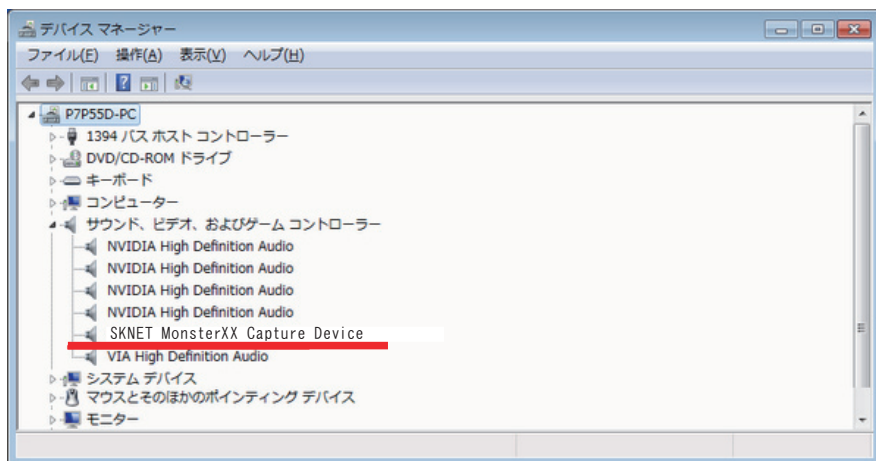 デバイス マネージャー
ファイル(F) 操作(A) 表示(V) ヘルプ(H)
P7P55D-PC
1394 バス ホスト コントローラー
DVD/CD-ROM ドライブ
キーボード
コンピューター
サウンド、ビデオ、およびゲーム コントローラー
NVIDIA High Definition Audio
NVIDIA High Definition Audio
NVIDIA High Definition Audio
NVIDIA High Definition Audio
SKNET MonsterXX Capture Device
VIA High Definition Audio
システム デバイス
マウスとそのほかのポインティング デバイス
モニター